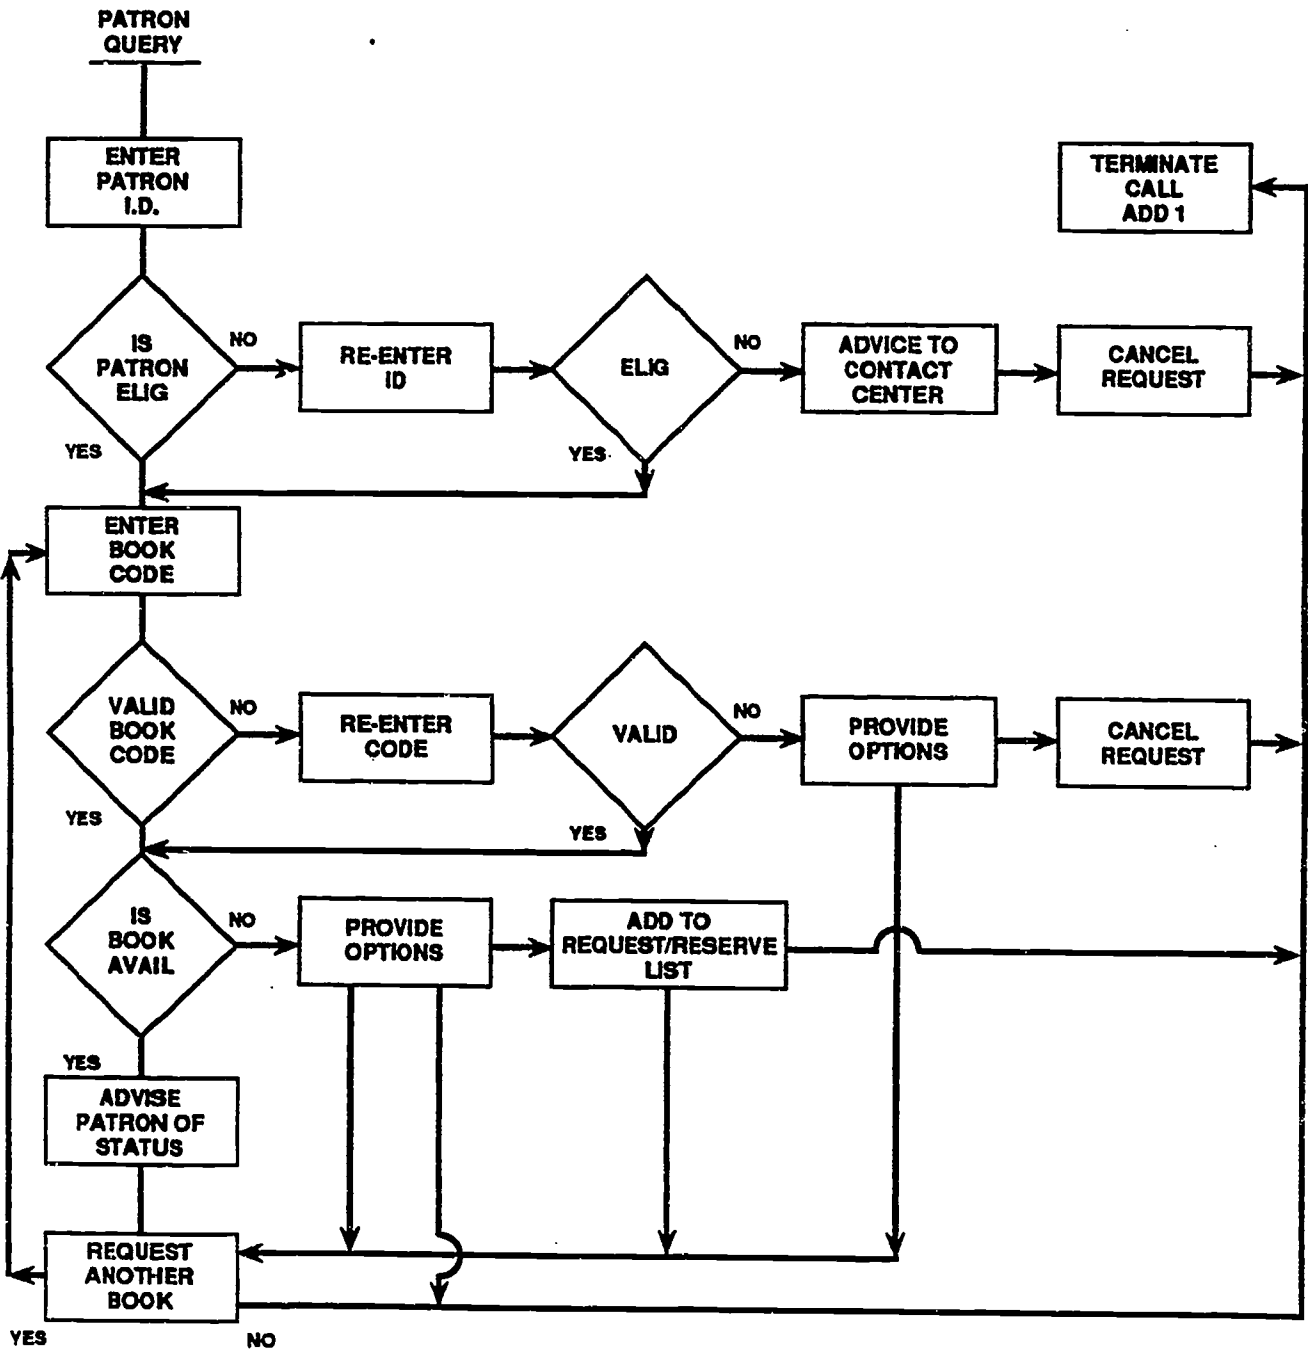 PATRON
QUERY
ENTER
PATRON
I.D.
TERMINATE
CALL
ADD 1
IS
PATRON
ELIG
NO
RE-ENTER
ID
ELIG
NO
ADVICE TO
CONTACT
CENTER
CANCEL
REQUEST
YES
YES
ENTER
BOOK
CODE
VALID
BOOK
CODE
NO
RE-ENTER
CODE
VALID
NO
PROVIDE
OPTIONS
CANCEL
REQUEST
YES
YES
IS
BOOK
AVAIL
NO
PROVIDE
OPTIONS
ADD TO
REQUEST/RESERVE
LIST
YES
ADVISE
PATRON OF
STATUS
REQUEST
ANOTHER
BOOK
YES
NO